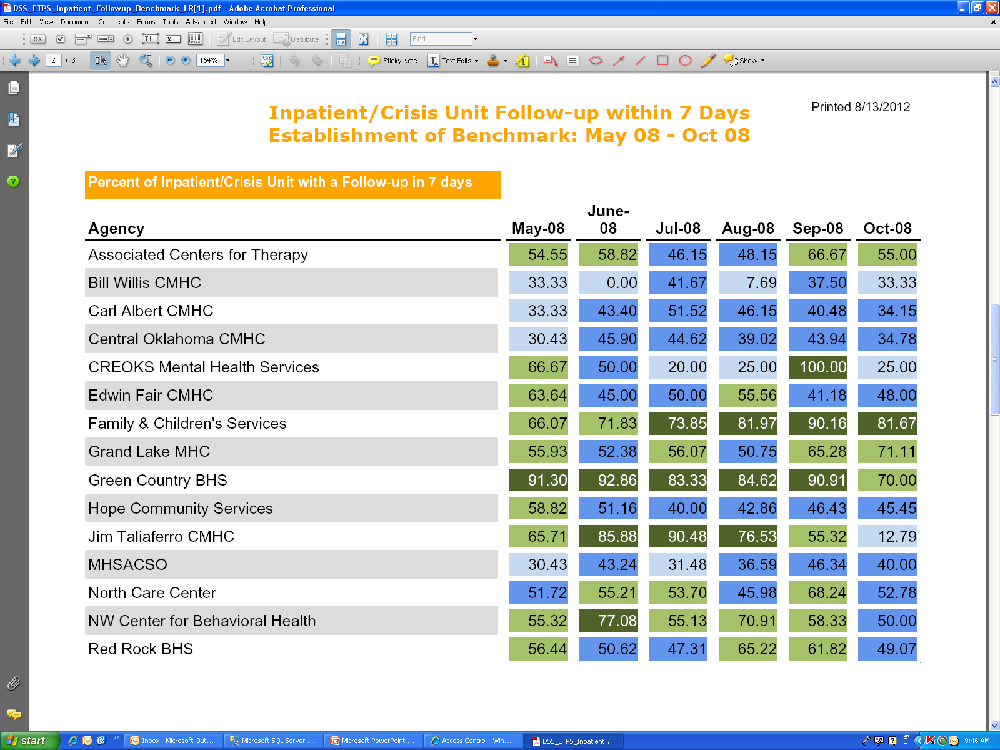 DSS_ETPS_Inpatient_Followup_Benchmark_LR[1].pdf - Adobe Acrobat Professional
File Edit View Document Comments Forms Tools Advanced Window Help
OK Edit Layout Distribute Find
2 / 3 164% Sticky Note Text Edits Show
Printed 8/13/2012
Inpatient/Crisis Unit Follow-up within 7 Days
Establishment of Benchmark: May 08 - Oct 08
Percent of Inpatient/Crisis Unit with a Follow-up in 7 days
Agency May-08 June-08 Jul-08 Aug-08 Sep-08 Oct-08
Associated Centers for Therapy 54.55 58.82 46.15 48.15 66.67 55.00
Bill Willis CMHC 33.33 0.00 41.67 7.69 37.50 33.33
Carl Albert CMHC 33.33 43.40 51.52 46.15 40.48 34.15
Central Oklahoma CMHC 30.43 45.90 44.62 39.02 43.94 34.78
CREOKS Mental Health Services 66.67 50.00 20.00 25.00 100.00 25.00
Edwin Fair CMHC 63.64 45.00 50.00 55.56 41.18 48.00
Family & Children's Services 66.07 71.83 73.85 81.97 90.16 81.67
Grand Lake MHC 55.93 52.38 56.07 50.75 65.28 71.11
Green Country BHS 91.30 92.86 83.33 84.62 90.91 70.00
Hope Community Services 58.82 51.16 40.00 42.86 46.43 45.45
Jim Taliaferro CMHC 65.71 85.88 90.48 76.53 55.32 12.79
MHSACSO 30.43 43.24 31.48 36.59 46.34 40.00
North Care Center 51.72 55.21 53.70 45.98 68.24 52.78
NW Center for Behavioral Health 55.32 77.08 55.13 70.91 58.33 50.00
Red Rock BHS 56.44 50.62 47.31 65.22 61.82 49.07
start Inbox - Microsoft Out... Microsoft SQL Server ... Microsoft PowerPoint ... Access Control - Win... DSS_ETPS_Inpatient... 9:46 AM